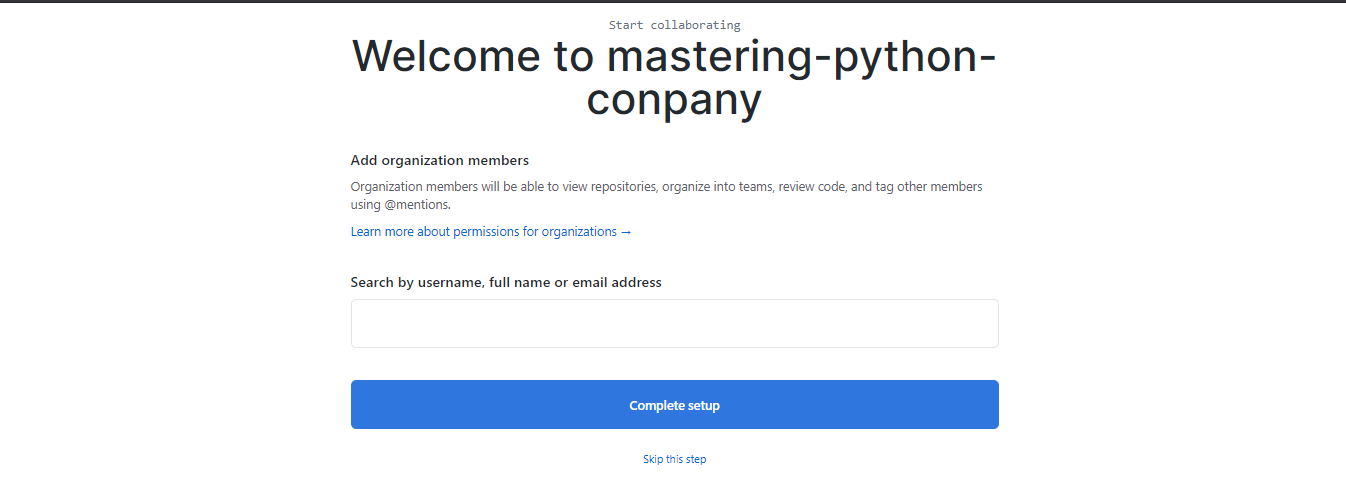 Start collaborating
Welcome to mastering-python-
conpany
Add organization members
Organization members will be able to view repositories, organize into teams, review code, and tag other members
using @mentions.
Learn more about permissions for organizations →
Search by username, full name or email address
Complete setup
Skip this step